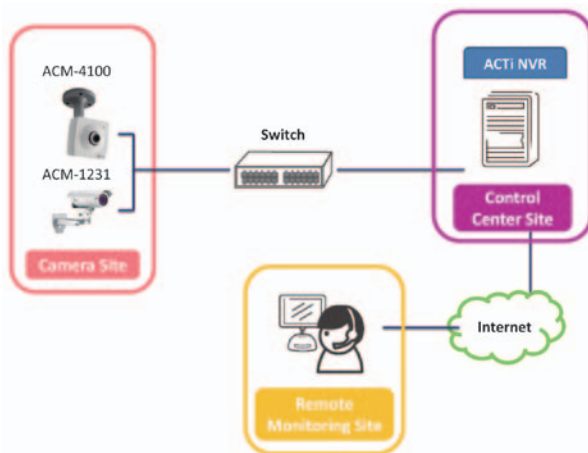 ACM-4100
ACM-1231
Camera Site
Switch
ACTi NVR
Control
Center Site
Internet
Remote
Monitoring Site